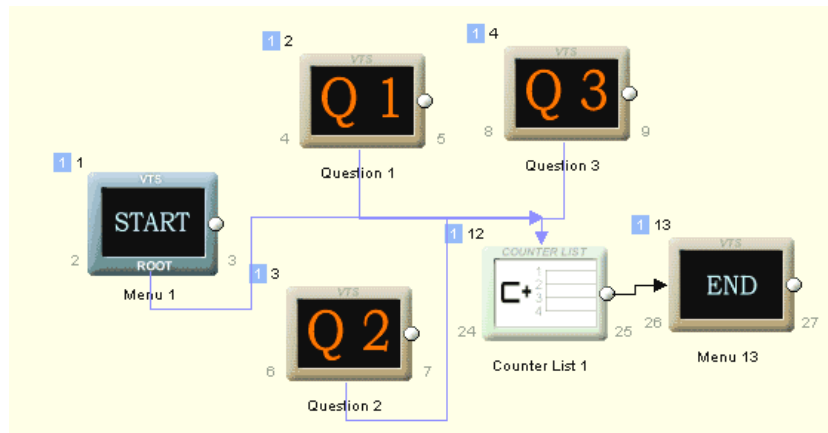 1 2
VTS
Q 1
4 5
Question 1
1 4
VTS
Q 3
8 9
Question 3
1 1
VTS
START
ROOT
2 3
Menu 1
1 3
VTS
Q 2
6 7
Question 2
1 12
COUNTER LIST
C+
1
2
3
4
24 25
Counter List 1
1 13
VTS
END
26 27
Menu 13